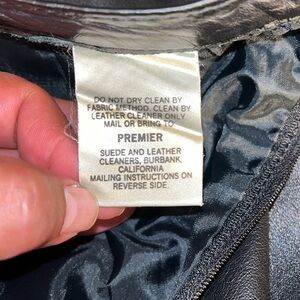 DO NOT DRY CLEAN BY
FABRIC METHOD. CLEAN BY
LEATHER CLEANER ONLY
MAIL OR BRING TO
PREMIER
SUEDE AND LEATHER
CLEANERS, BURBANK,
CALIFORNIA
MAILING INSTRUCTIONS ON
REVERSE SIDE.